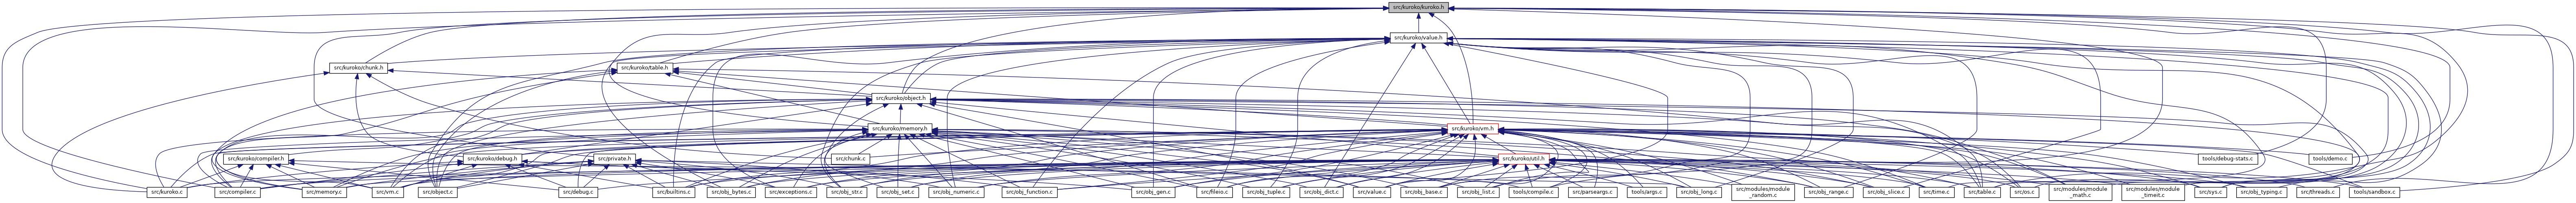 src/kuroko/kuroko.h
src/kuroko/value.h
src/kuroko/chunk.h
src/kuroko/table.h
src/kuroko/object.h
src/kuroko/memory.h
src/kuroko/vm.h
src/kuroko/compiler.h
src/kuroko/debug.h
src/private.h
src/chunk.c
src/kuroko/util.h
tools/debug-stats.c
tools/demo.c
src/kuroko.c
src/compiler.c
src/memory.c
src/vm.c
src/object.c
src/debug.c
src/builtins.c
src/obj_bytes.c
src/exceptions.c
src/obj_str.c
src/obj_set.c
src/obj_numeric.c
src/obj_function.c
src/obj_gen.c
src/fileio.c
src/obj_tuple.c
src/obj_dict.c
src/value.c
src/obj_base.c
src/obj_list.c
tools/compile.c
src/parseargs.c
tools/args.c
src/obj_long.c
src/modules/module
_random.c
src/obj_range.c
src/obj_slice.c
src/time.c
src/table.c
src/os.c
src/modules/module
_math.c
src/modules/module
_timeit.c
src/sys.c
src/obj_typing.c
src/threads.c
tools/sandbox.c